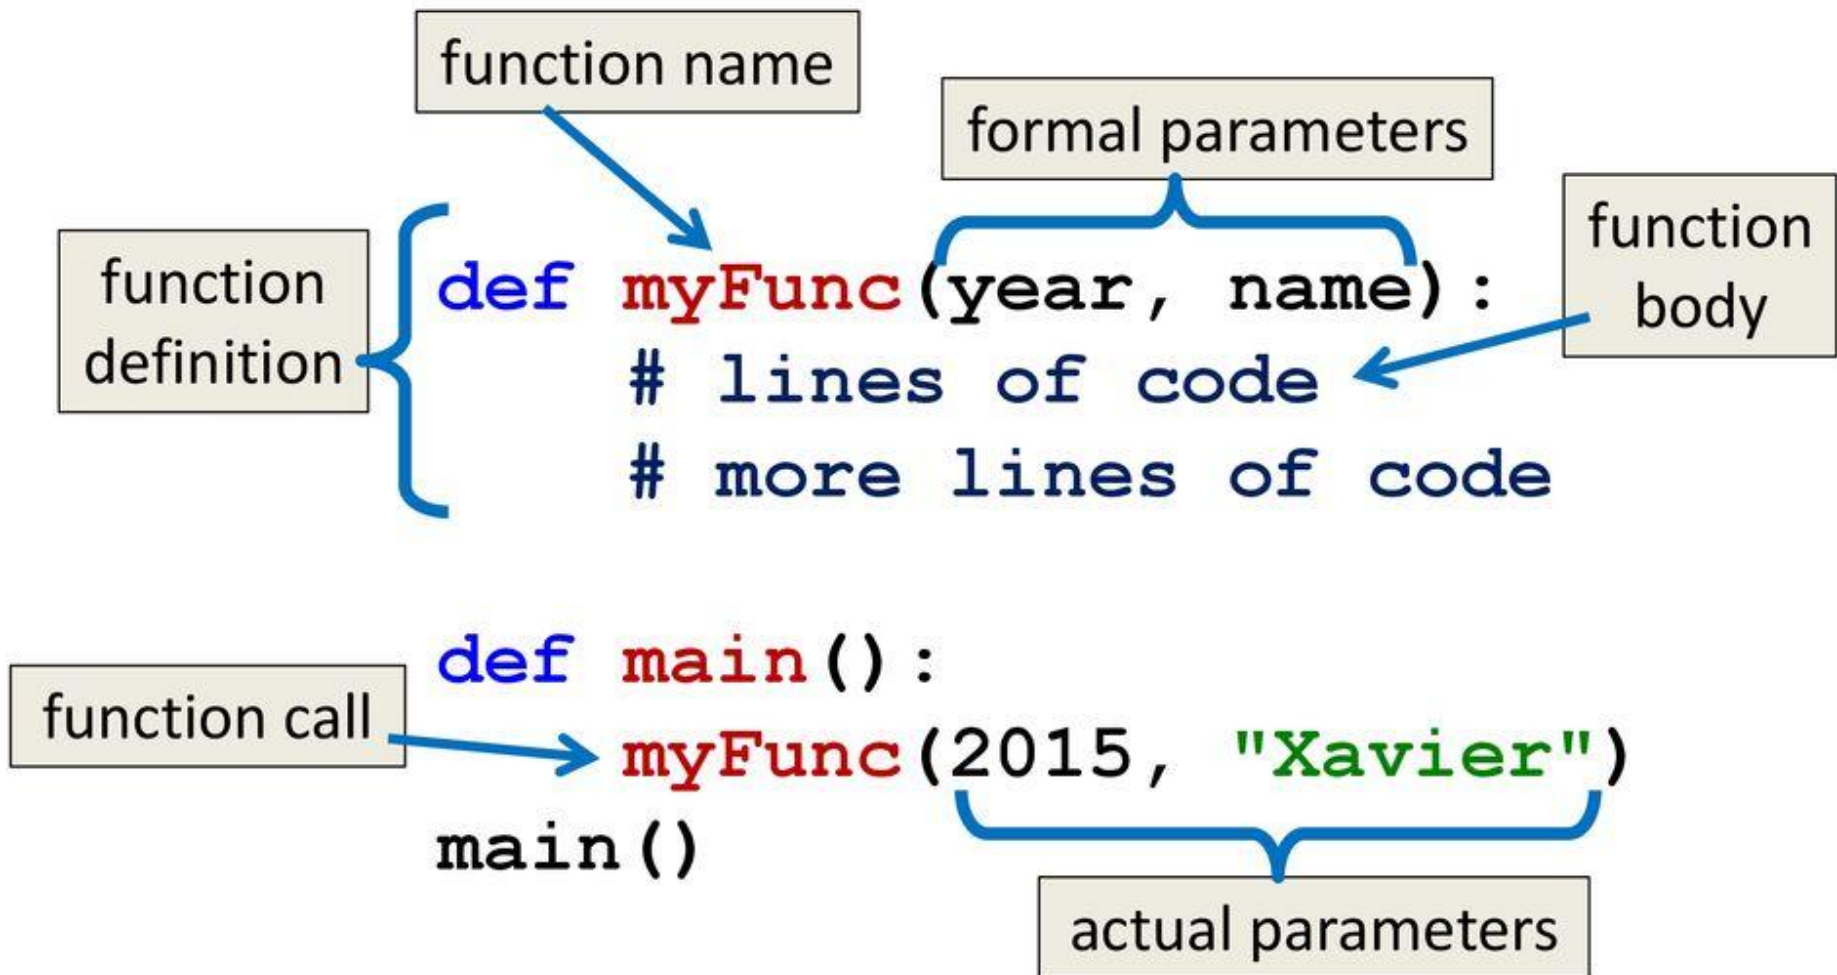 function name
formal parameters
function
body
function
definition
def myFunc(year, name):
# lines of code
# more lines of code
def main():
function call
myFunc(2015, "Xavier")
main()
actual parameters